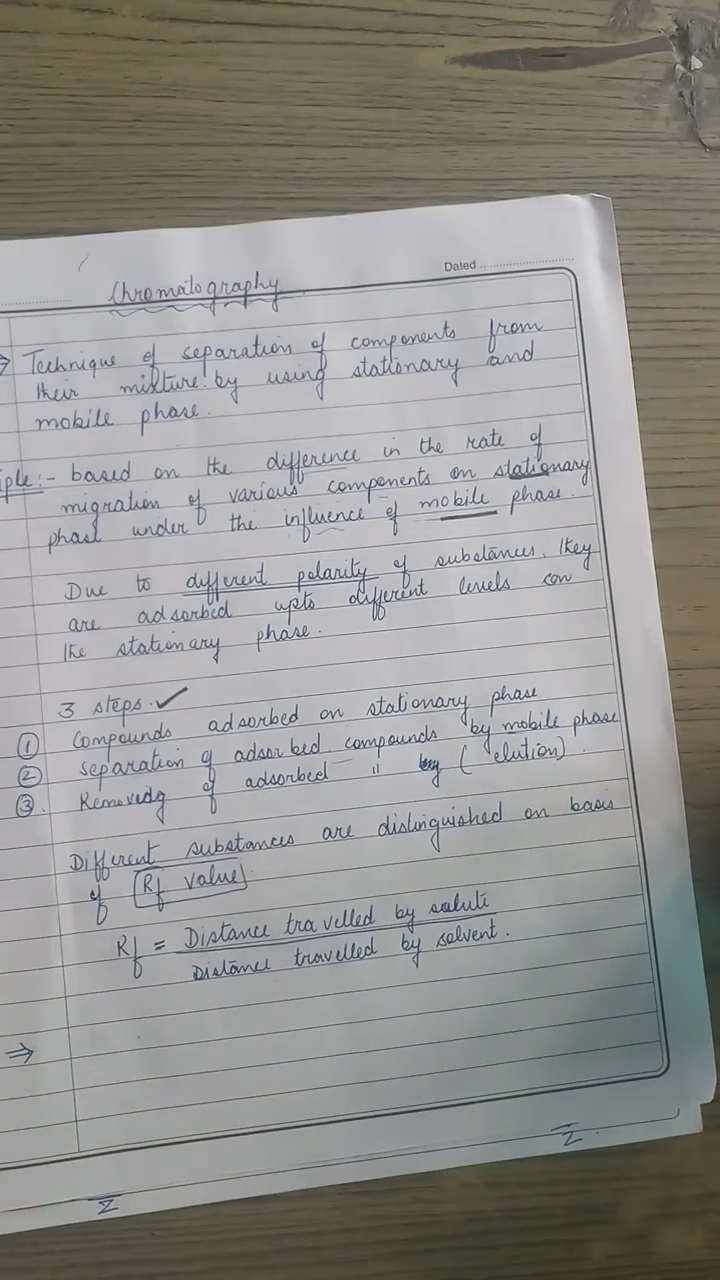 Dated
Chromatography
Technique of separation of components from
their mixture by using stationary and
mobile phase.
iple:- based on the difference in the rate of
migration of various components on stationary
phase under the influence of mobile phase.
Due to different polarity of substances, they
are adsorbed upto different levels on
the stationary phase.
3 steps.
① Compounds adsorbed on stationary phase
② separation of adsorbed compounds by mobile phase
③. of adsorbed " by (elution).
Different substances are distinguished on basis
of Rf value.
Rf = Distance travelled by solute
Distance travelled by solvent.
⇒